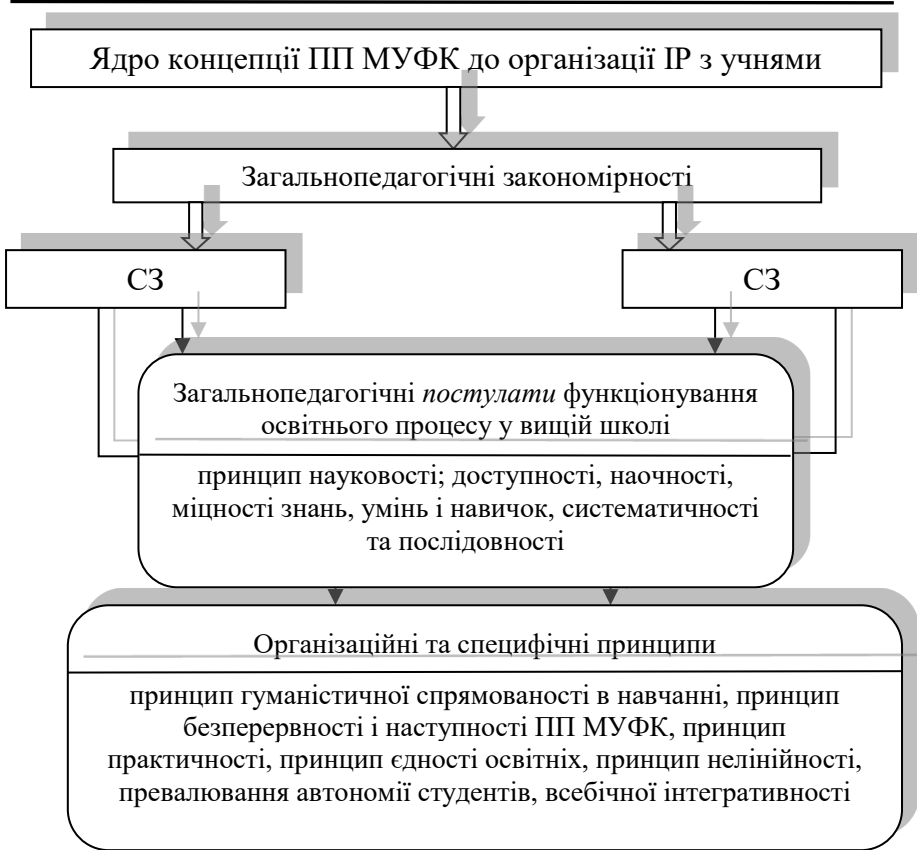 Ядро концепції ПП МУФК до організації ІР з учнями
Загальнопедагогічні закономірності
СЗ
СЗ
Загальнопедагогічні постулати функціонування
освітнього процесу у вищій школі
принцип науковості; доступності, наочності,
міцності знань, умінь і навичок, систематичності
та послідовності
Організаційні та специфічні принципи
принцип гуманістичної спрямованості в навчанні, принцип
безперервності і наступності ПП МУФК, принцип
практичності, принцип єдності освітніх, принцип нелінійності,
превалювання автономії студентів, всебічної інтегративності